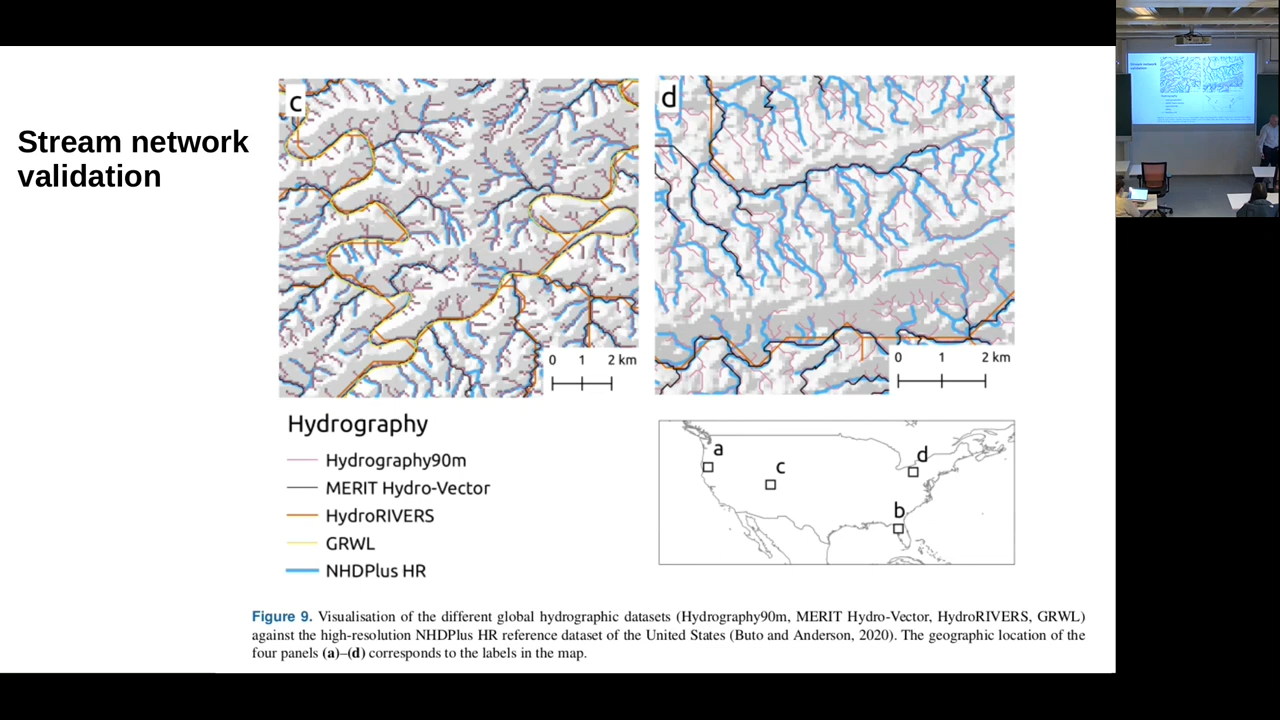 Stream network
validation
c
d
0 1 2 km
0 1 2 km
Hydrography
Hydrography90m
MERIT Hydro-Vector
HydroRIVERS
GRWL
NHDPlus HR
a
c
d
b
Figure 9. Visualisation of the different global hydrographic datasets (Hydrography90m, MERIT Hydro-Vector, HydroRIVERS, GRWL)
against the high-resolution NHDPlus HR reference dataset of the United States (Buto and Anderson, 2020). The geographic location of the
four panels (a)–(d) corresponds to the labels in the map.